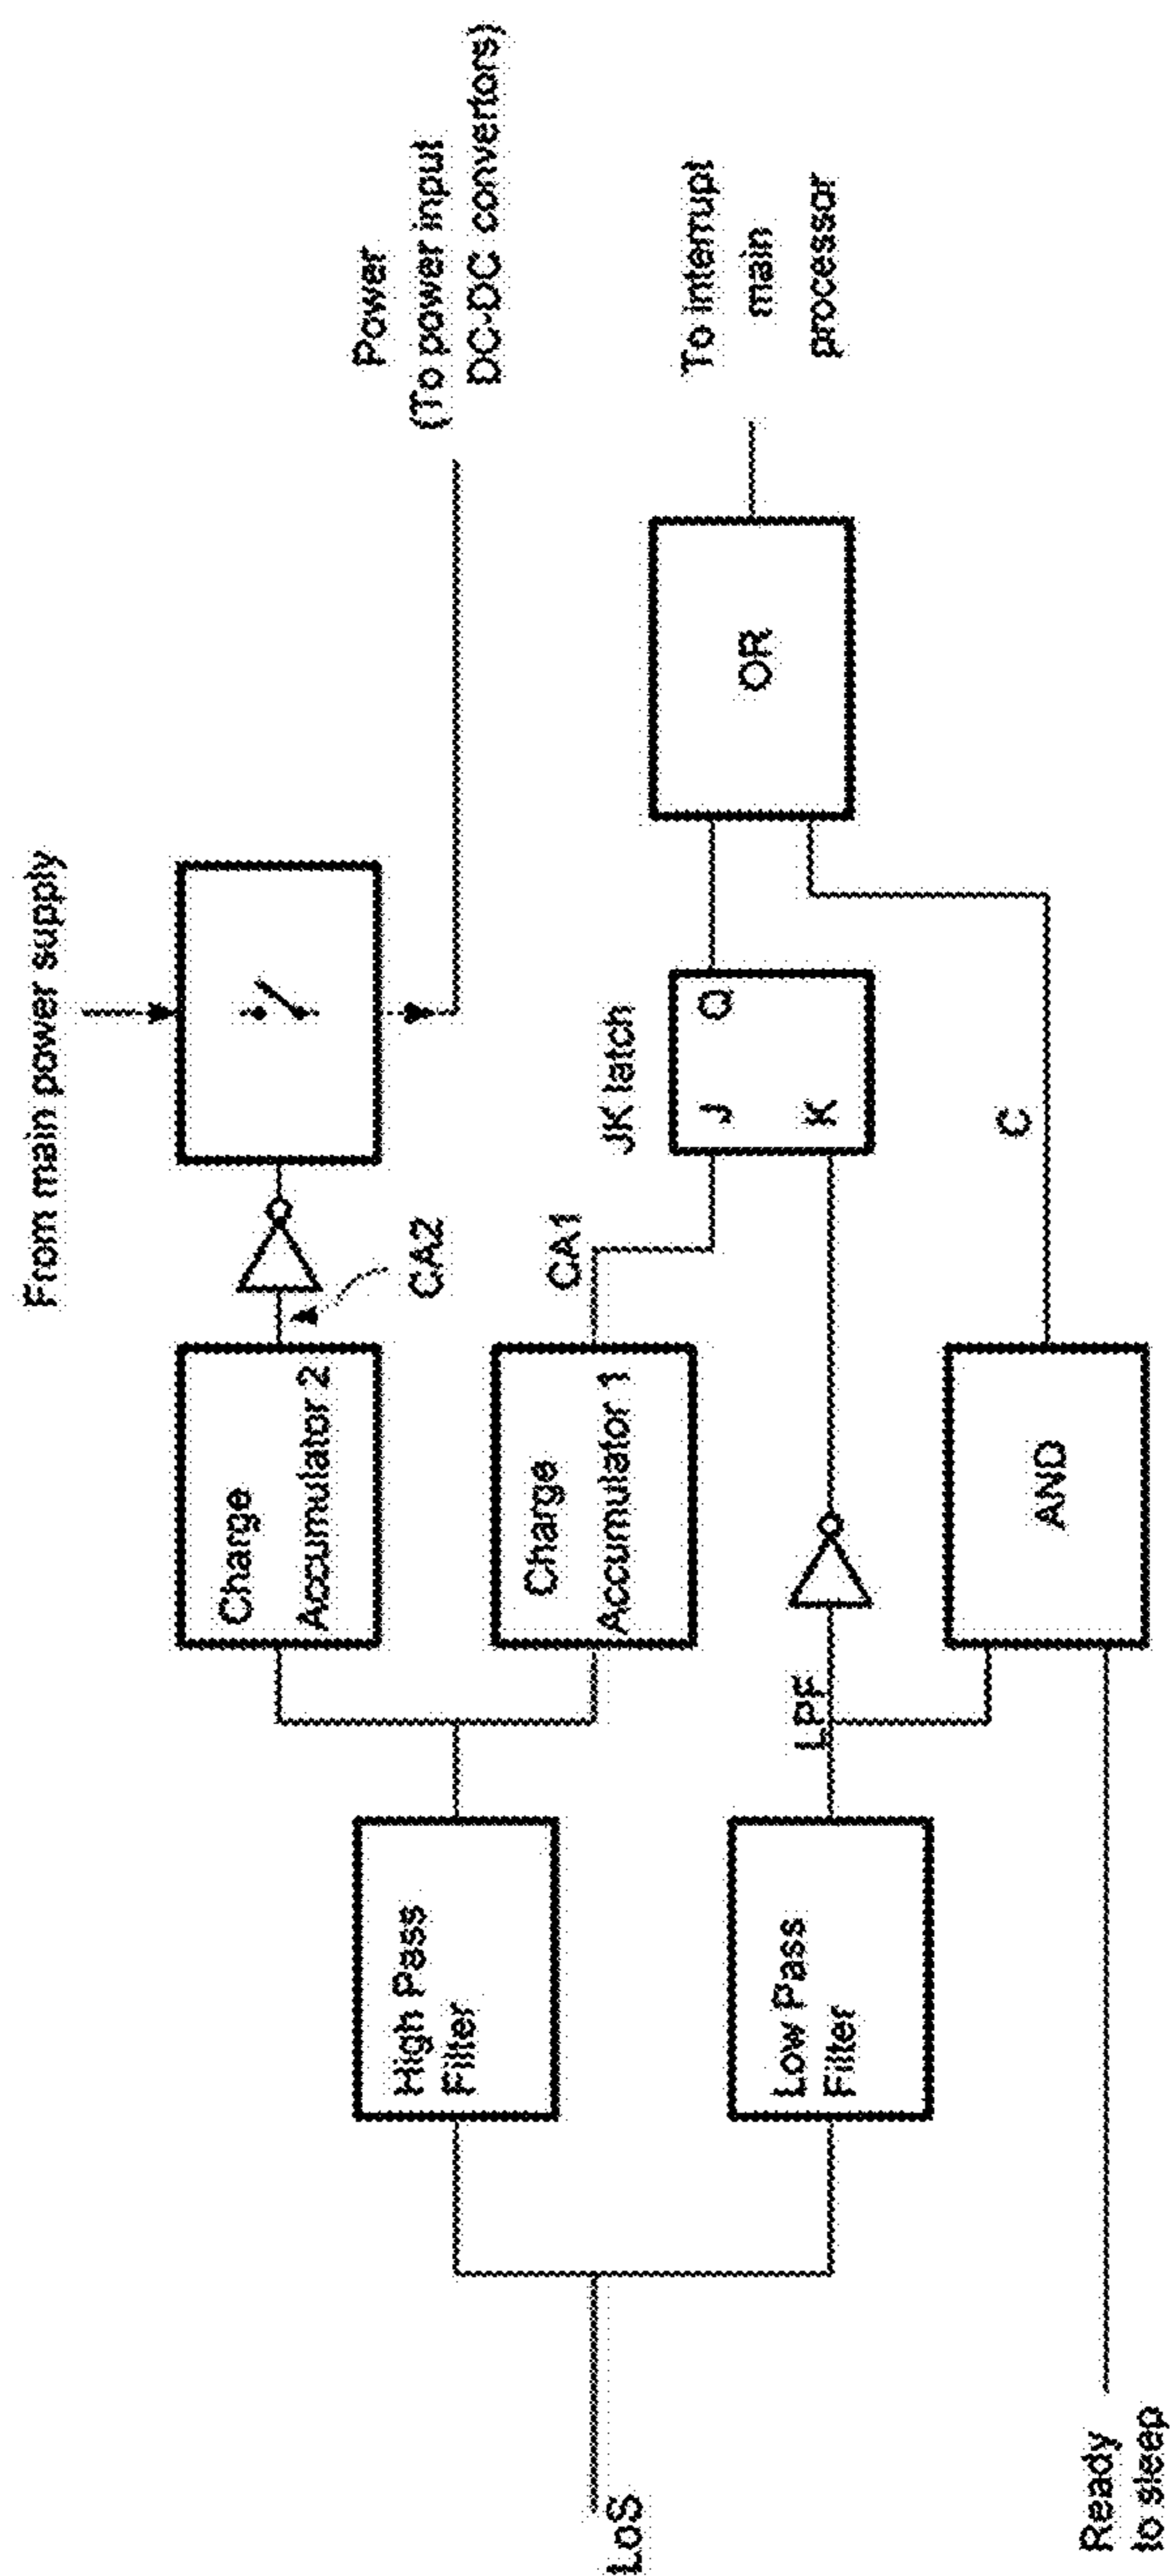 From main power supply
Power
(To power input
DC-DC convertors)
Charge
Accumulator 2
CA2
High Pass
Filter
Charge
Accumulator 1
CA1
JK latch
J
Q
K
OR
To interrupt
main
processor
LoS
Low Pass
Filter
LPF
AND
C
Ready
to sleep